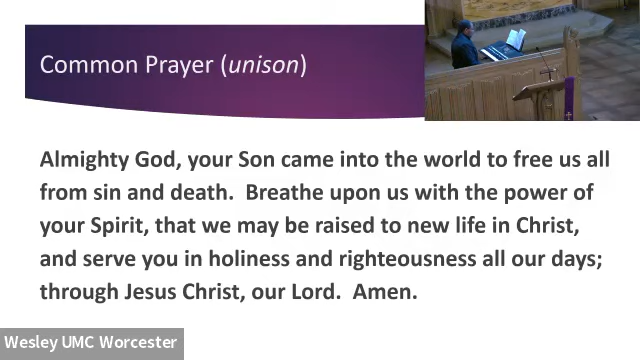 Common Prayer (unison)
Almighty God, your Son came into the world to free us all
from sin and death.  Breathe upon us with the power of
your Spirit, that we may be raised to new life in Christ,
and serve you in holiness and righteousness all our days;
through Jesus Christ, our Lord.  Amen.
Wesley UMC Worcester